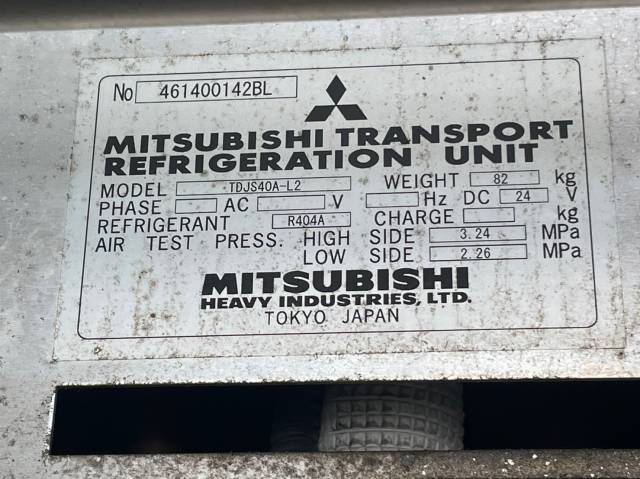 No 461400142BL
MITSUBISHI TRANSPORT
REFRIGERATION UNIT
MODEL TDJS40A-L2 WEIGHT 82 kg
PHASE AC V Hz DC 24 V
REFRIGERANT R404A CHARGE kg
AIR TEST PRESS. HIGH SIDE 3.24 MPa
LOW SIDE 2.26 MPa
MITSUBISHI
HEAVY INDUSTRIES, LTD.
TOKYO JAPAN